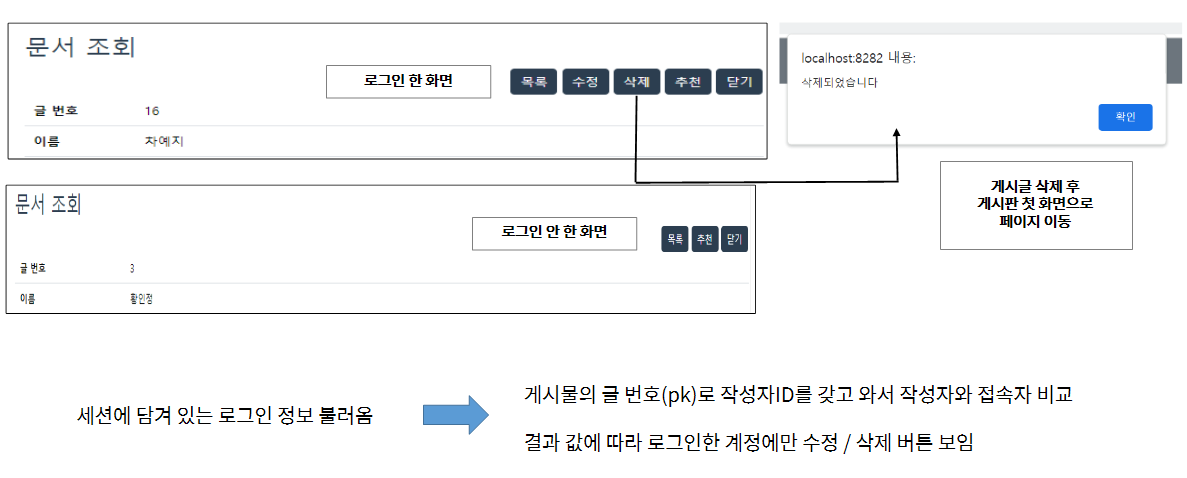 문서 조회
로그인 한 화면
목록 수정 삭제 추천 닫기
글 번호 16
이름 차예지
localhost:8282 내용:
삭제되었습니다
확인
게시글 삭제 후
게시판 첫 화면으로
페이지 이동
문서 조회
로그인 안 한 화면
목록 추천 닫기
글 번호 3
이름 황인정
세션에 담겨 있는 로그인 정보 불러옴
게시물의 글 번호(pk)로 작성자ID를 갖고 와서 작성자와 접속자 비교
결과 값에 따라 로그인한 계정에만 수정 / 삭제 버튼 보임